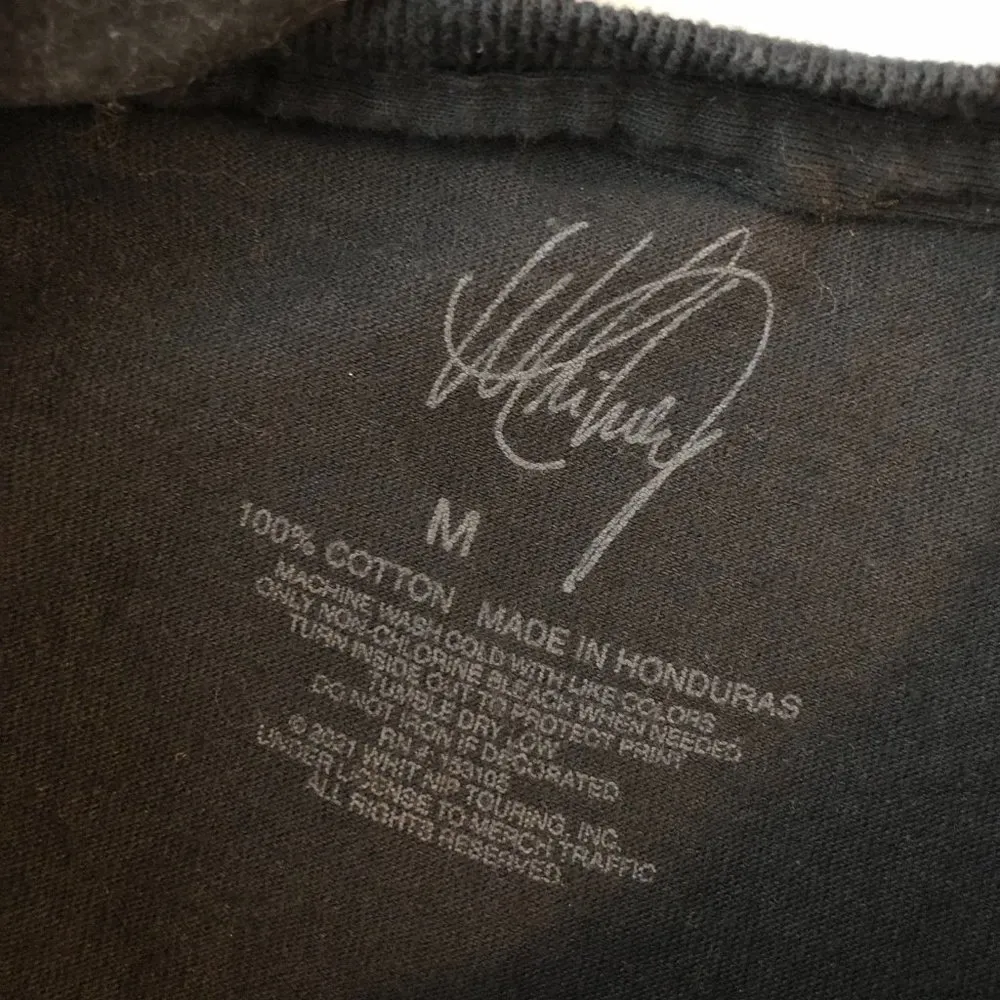 Whitney
M
100% COTTON MADE IN HONDURAS
MACHINE WASH COLD WITH LIKE COLORS
ONLY NON-CHLORINE BLEACH WHEN NEEDED
TURN INSIDE OUT TO PROTECT PRINT
TUMBLE DRY LOW
DO NOT IRON IF DECORATED
RN #
© 2021 WHIT NIP TOURING, INC.
UNDER LICENSE TO MERCH TRAFFIC
ALL RIGHTS RESERVED.